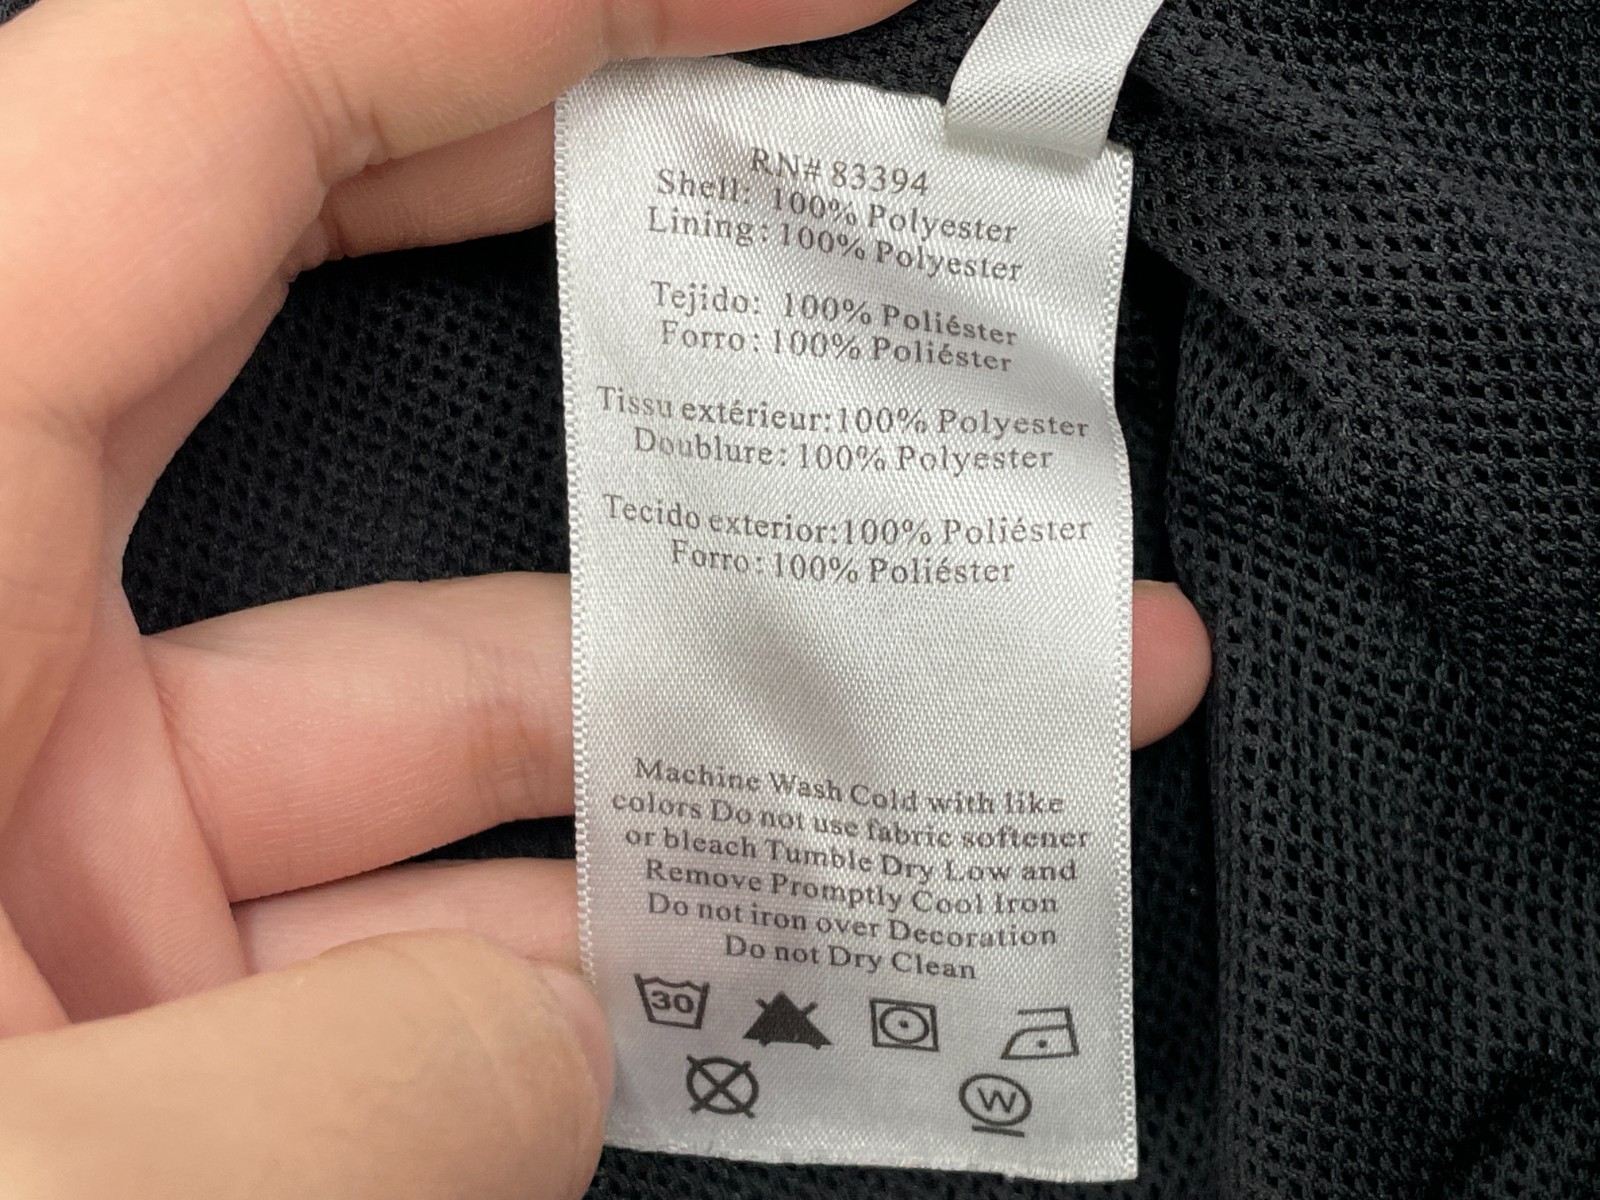 RN# 83394
Shell: 100% Polyester
Lining: 100% Polyester
Tejido: 100% Poliéster
Forro: 100% Poliéster
Tissu extérieur:100% Polyester
Doublure: 100% Polyester
Tecido exterior:100% Poliéster
Forro: 100% Poliéster
Machine Wash Cold with like
colors Do not use fabric softener
or bleach Tumble Dry Low and
Remove Promptly Cool Iron
Do not iron over Decoration
Do not Dry Clean
30
W